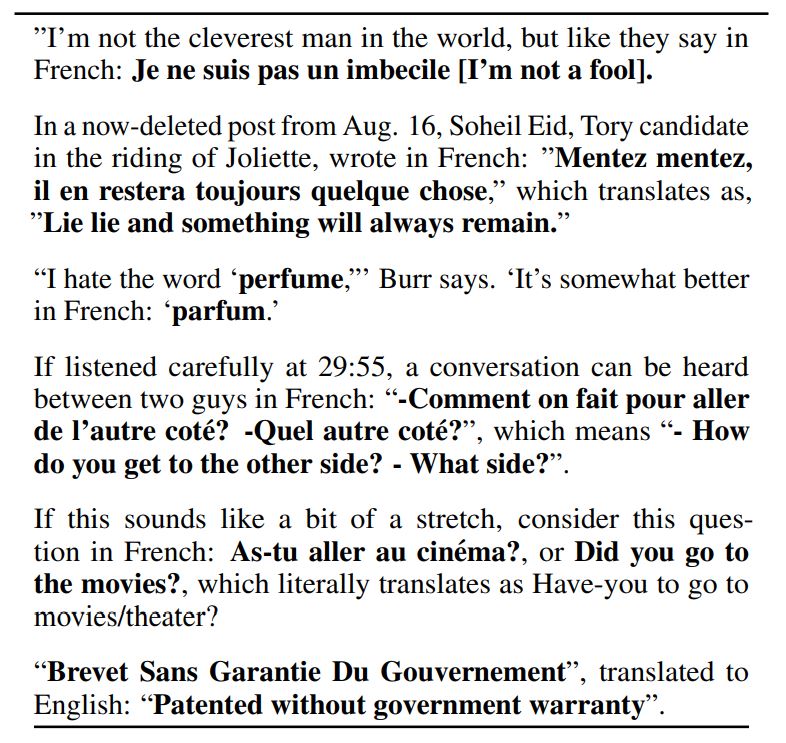 ”I’m not the cleverest man in the world, but like they say in
French: Je ne suis pas un imbecile [I’m not a fool].
In a now-deleted post from Aug. 16, Soheil Eid, Tory candidate
in the riding of Joliette, wrote in French: ”Mentez mentez,
il en restera toujours quelque chose,” which translates as,
”Lie lie and something will always remain.”
“I hate the word ‘perfume,”’ Burr says. ‘It’s somewhat better
in French: ‘parfum.’
If listened carefully at 29:55, a conversation can be heard
between two guys in French: “-Comment on fait pour aller
de l’autre coté? -Quel autre coté?”, which means “- How
do you get to the other side? - What side?”.
If this sounds like a bit of a stretch, consider this ques-
tion in French: As-tu aller au cinéma?, or Did you go to
the movies?, which literally translates as Have-you to go to
movies/theater?
“Brevet Sans Garantie Du Gouvernement”, translated to
English: “Patented without government warranty”.